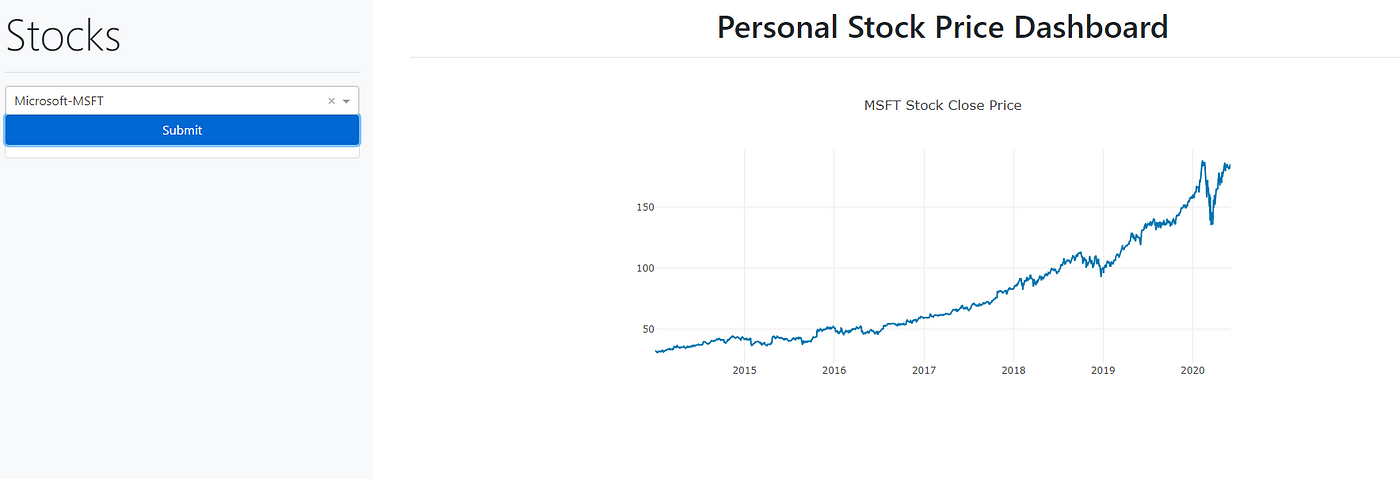 Stocks
Microsoft-MSFT
Submit
Personal Stock Price Dashboard
MSFT Stock Close Price
150
100
50
2015 2016 2017 2018 2019 2020